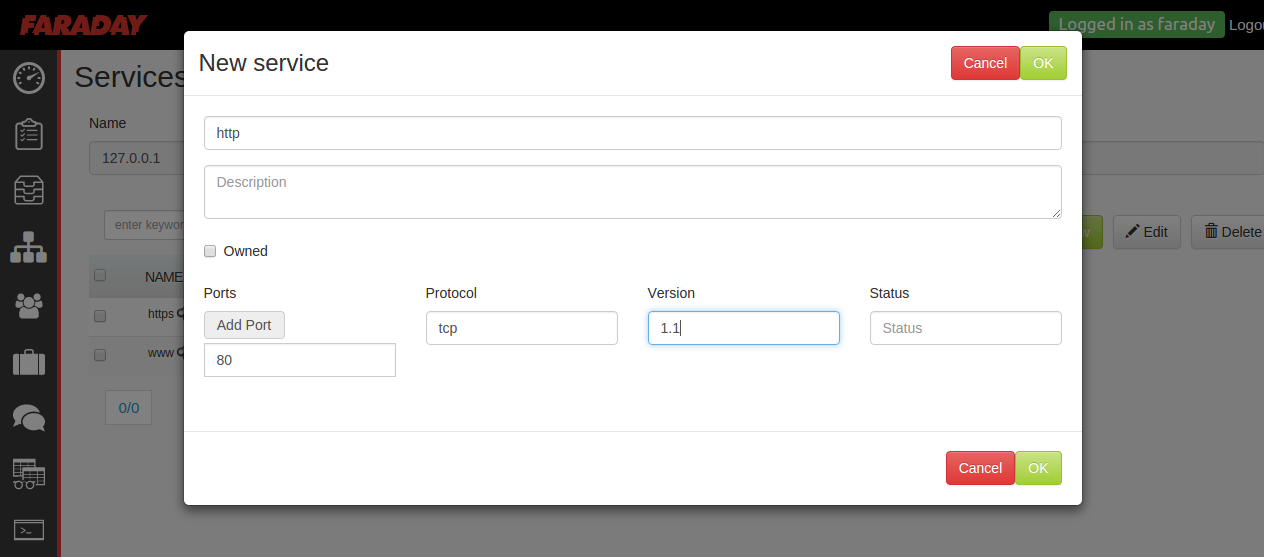 FARADAY
Logged in as faraday Logou
New service
Cancel OK
Services
Name
http
127.0.0.1
Description
enter keywor
Edit Delete
Owned
NAME
Ports Protocol Version Status
https
Add Port tcp 1.1 Status
www
80
0/0
Cancel OK